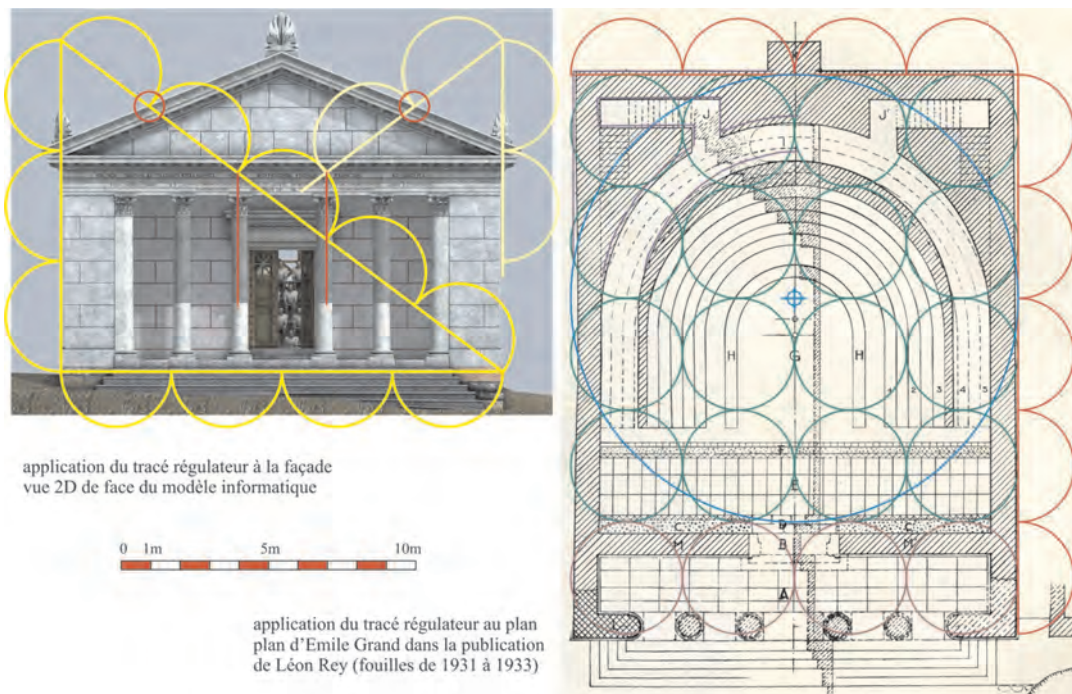 application du tracé régulateur à la façade
vue 2D de face du modèle informatique
0 1m 5m 10m
application du tracé régulateur au plan
plan d'Emile Grand dans la publication
de Léon Rey (fouilles de 1931 à 1933)
J J'
H G H
1 2 3 4 5
F
E
C D C
M B M
A